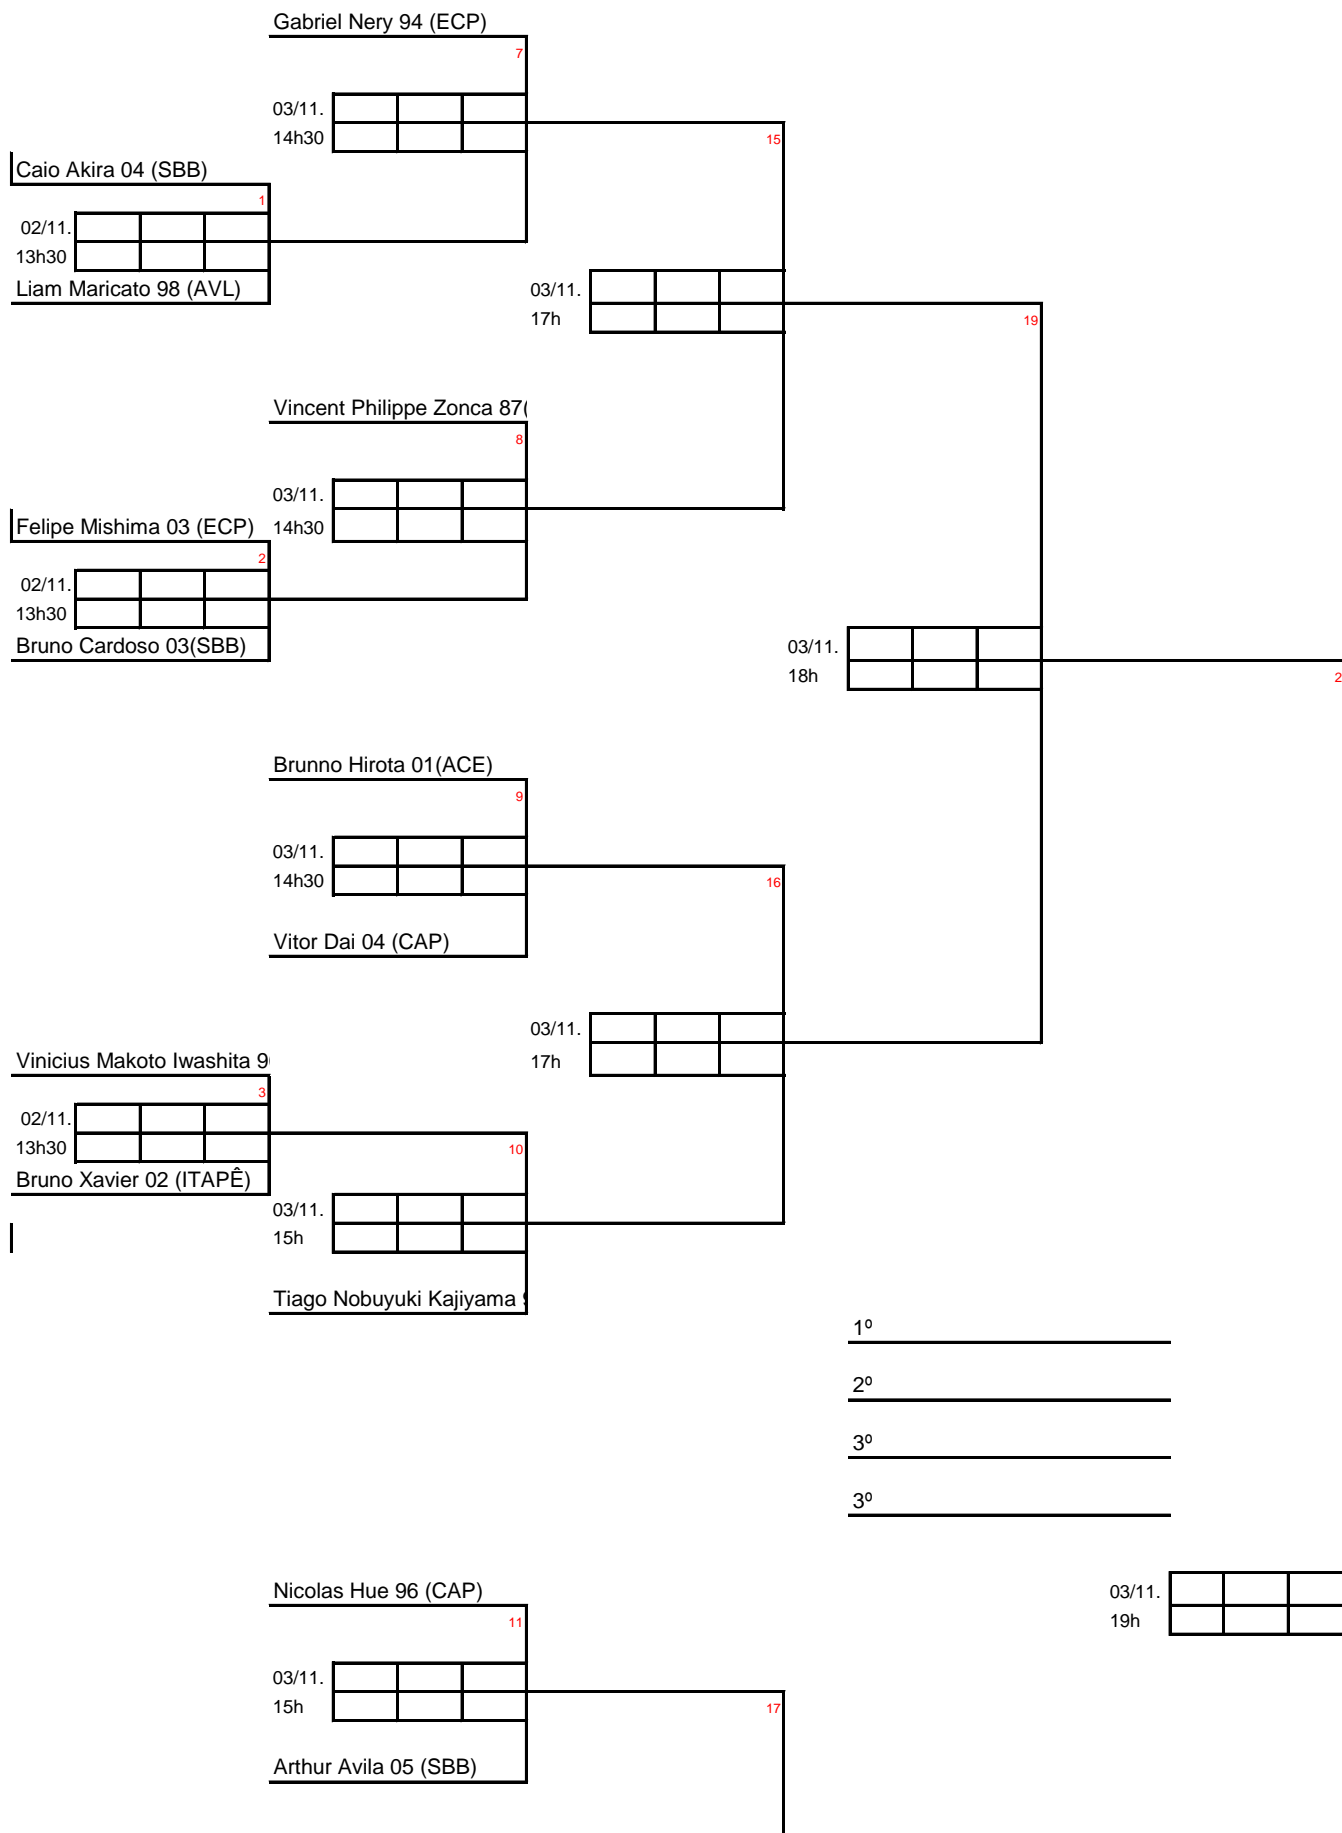 Gabriel Nery 94 (ECP)
7
03/11.
14h30
15
Caio Akira 04 (SBB)
1
02/11.
13h30
Liam Maricato 98 (AVL)
03/11.
17h
19
Vincent Philippe Zonca 87(
8
03/11.
14h30
Felipe Mishima 03 (ECP)
2
02/11.
13h30
Bruno Cardoso 03(SBB)
03/11.
18h
2
Brunno Hirota 01(ACE)
9
03/11.
14h30
16
Vitor Dai 04 (CAP)
03/11.
17h
Vinicius Makoto Iwashita 9
3
02/11.
13h30
10
Bruno Xavier 02 (ITAPÊ)
03/11.
15h
Tiago Nobuyuki Kajiyama
1º
2º
3º
3º
Nicolas Hue 96 (CAP)
03/11.
19h
11
03/11.
15h
17
Arthur Avila 05 (SBB)